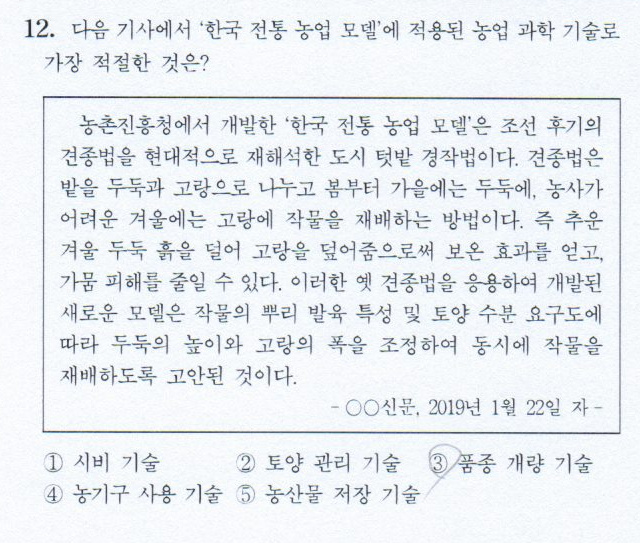 12. 다음 기사에서 ‘한국 전통 농업 모델’에 적용된 농업 과학 기술로
가장 적절한 것은?
농촌진흥청에서 개발한 ‘한국 전통 농업 모델’은 조선 후기의
견종법을 현대적으로 재해석한 도시 텃밭 경작법이다. 견종법은
밭을 두둑과 고랑으로 나누고 봄부터 가을에는 두둑에, 농사가
어려운 겨울에는 고랑에 작물을 재배하는 방법이다. 즉 추운
겨울 두둑 흙을 덜어 고랑을 덮어줌으로써 보온 효과를 얻고,
가뭄 피해를 줄일 수 있다. 이러한 옛 견종법을 응용하여 개발된
새로운 모델은 작물의 뿌리 발육 특성 및 토양 수분 요구도에
따라 두둑의 높이와 고랑의 폭을 조정하여 동시에 작물을
재배하도록 고안된 것이다.
- ○○신문, 2019년 1월 22일 자 -
① 시비 기술 ② 토양 관리 기술 ③ 품종 개량 기술
④ 농기구 사용 기술 ⑤ 농산물 저장 기술